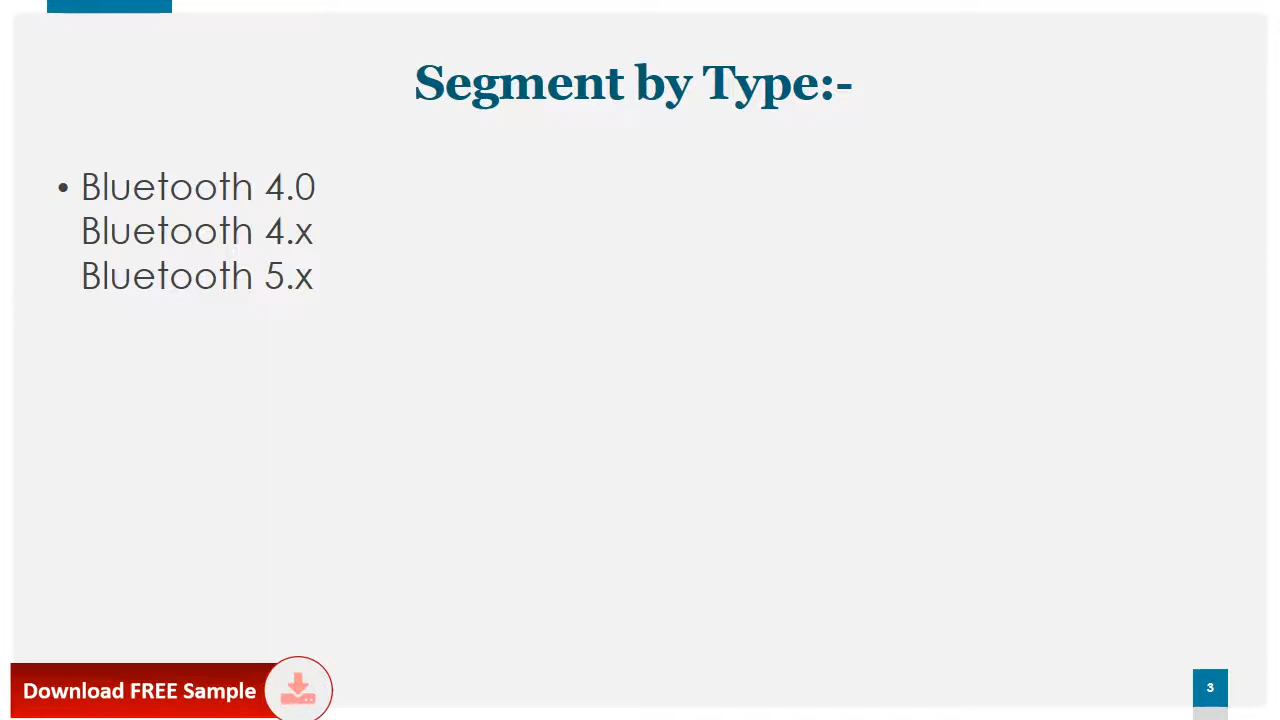 Segment by Type:-
• Bluetooth 4.0
Bluetooth 4.x
Bluetooth 5.x
Download FREE Sample
3